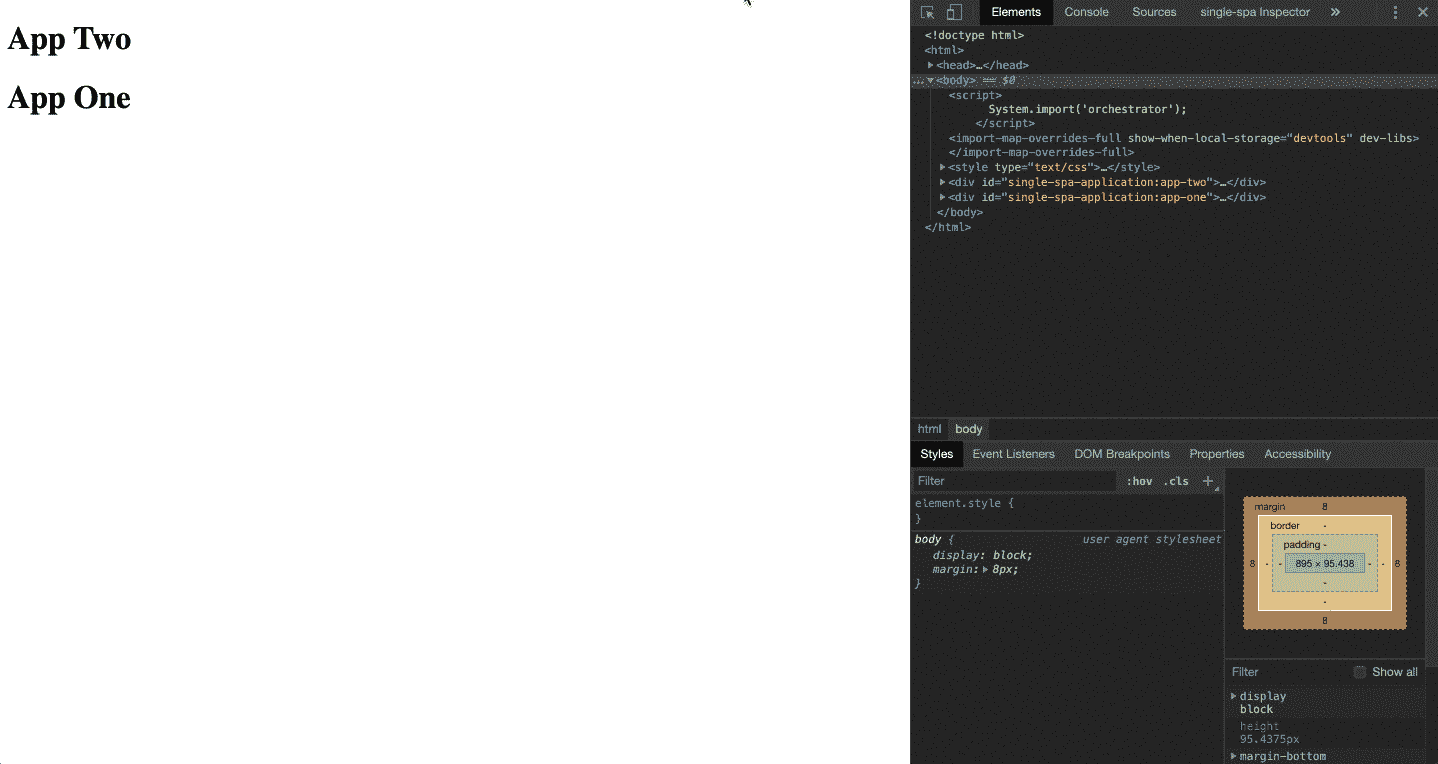 App Two
App One
Elements Console Sources single-spa Inspector »
<!doctype html>
<html>
▶<head>…</head>
…▼<body> == $0
<script>
System.import('orchestrator');
</script>
<import-map-overrides-full show-when-local-storage="devtools" dev-libs>
</import-map-overrides-full>
▶<style type="text/css">…</style>
▶<div id="single-spa-application:app-two">…</div>
▶<div id="single-spa-application:app-one">…</div>
</body>
</html>
html body
Styles Event Listeners DOM Breakpoints Properties Accessibility
Filter :hov .cls +
element.style {
}
body { user agent stylesheet
display: block;
margin:▶8px;
}
margin 8
border -
padding -
8 - - 895 × 95.438 - - 8
-
-
8
Filter Show all
▶display
block
height
95.4375px
▶margin-bottom